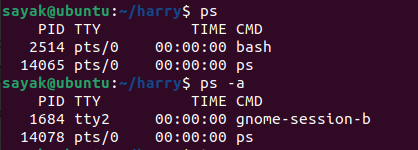 sayak@ubuntu:~/harry$ ps
    PID TTY          TIME CMD
   2514 pts/0    00:00:00 bash
  14065 pts/0    00:00:00 ps
sayak@ubuntu:~/harry$ ps -a
    PID TTY          TIME CMD
   1684 tty2     00:00:00 gnome-session-b
  14078 pts/0    00:00:00 ps